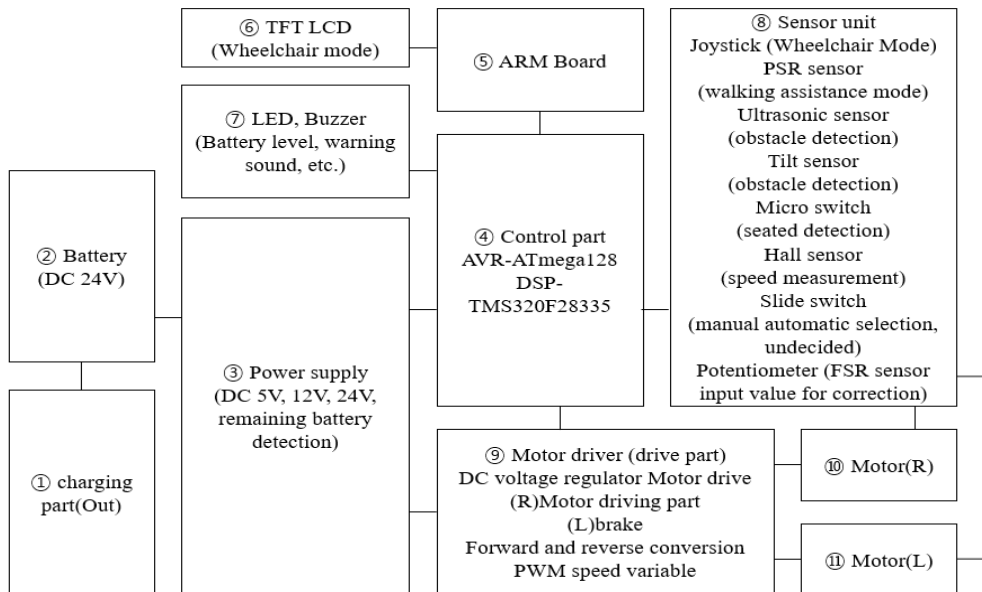 ⑥ TFT LCD
(Wheelchair mode)
⑤ ARM Board
⑧ Sensor unit
Joystick (Wheelchair Mode)
PSR sensor
(walking assistance mode)
Ultrasonic sensor
(obstacle detection)
Tilt sensor
(obstacle detection)
Micro switch
(seated detection)
Hall sensor
(speed measurement)
Slide switch
(manual automatic selection,
undecided)
Potentiometer (FSR sensor
input value for correction)
⑦ LED, Buzzer
(Battery level, warning
sound, etc.)
② Battery
(DC 24V)
④ Control part
AVR-ATmega128
DSP-
TMS320F28335
③ Power supply
(DC 5V, 12V, 24V,
remaining battery
detection)
① charging
part(Out)
⑨ Motor driver (drive part)
DC voltage regulator Motor drive
(R)Motor driving part
(L)brake
Forward and reverse conversion
PWM speed variable
⑩ Motor(R)
⑪ Motor(L)